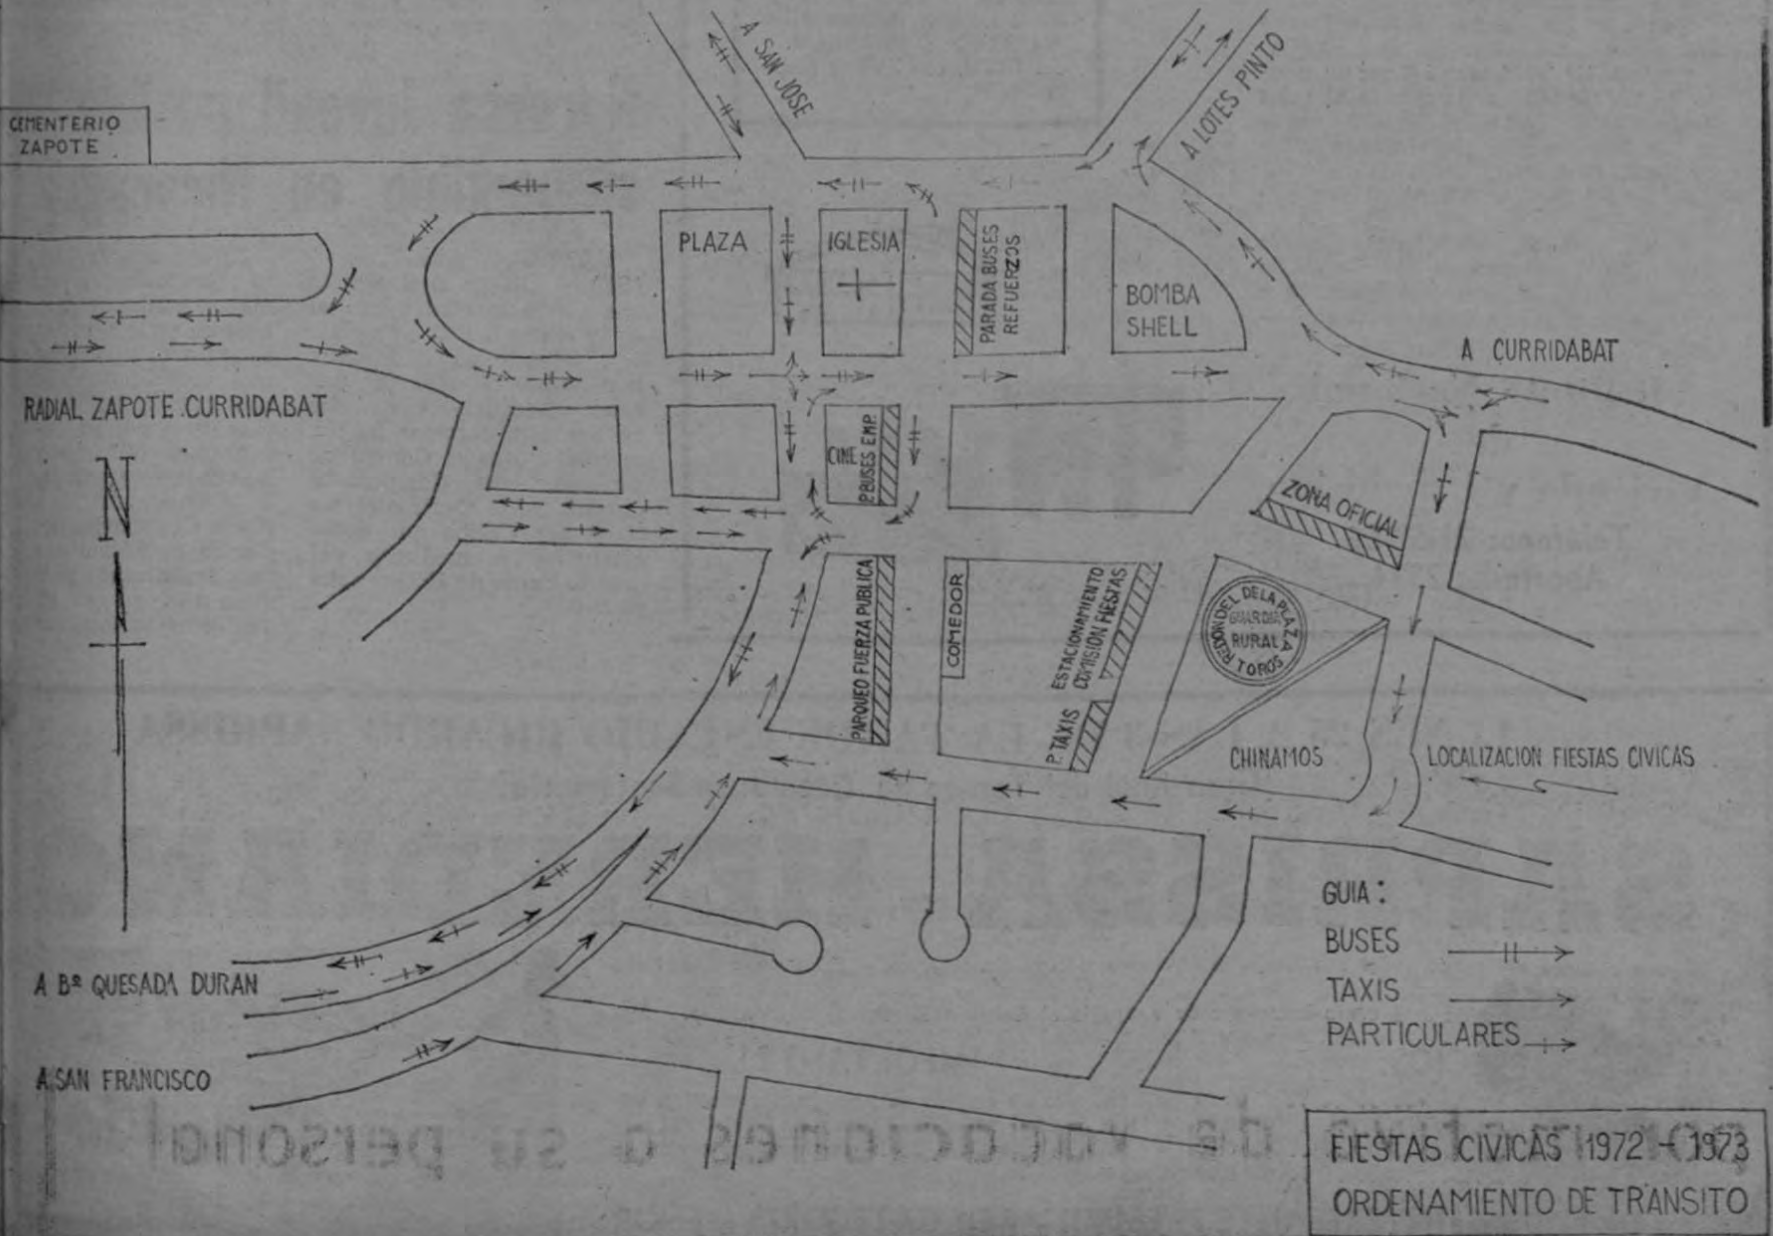 A SAN JOSE
A LOTES PINTO
CEMENTERIO
ZAPOTE
PLAZA
IGLESIA
PARADA BUSES
REFUERZOS
BOMBA
SHELL
A CURRIDABAT
RADIAL ZAPOTE CURRIDABAT
CINE
P. BUSES EMP.
N
ZONA OFICIAL
PARQUEO FUERZA PUBLICA
COMEDOR
ESTACIONAMIENTO
COMISION FIESTAS
P. TAXIS
REDONDEL DE LA PLAZA
GUARDIA
RURAL
TOROS
CHINAMOS
LOCALIZACION FIESTAS CIVICAS
GUIA:
BUSES
TAXIS
PARTICULARES
A Bº QUESADA DURAN
A SAN FRANCISCO
FIESTAS CIVICAS 1972 - 1973
ORDENAMIENTO DE TRANSITO